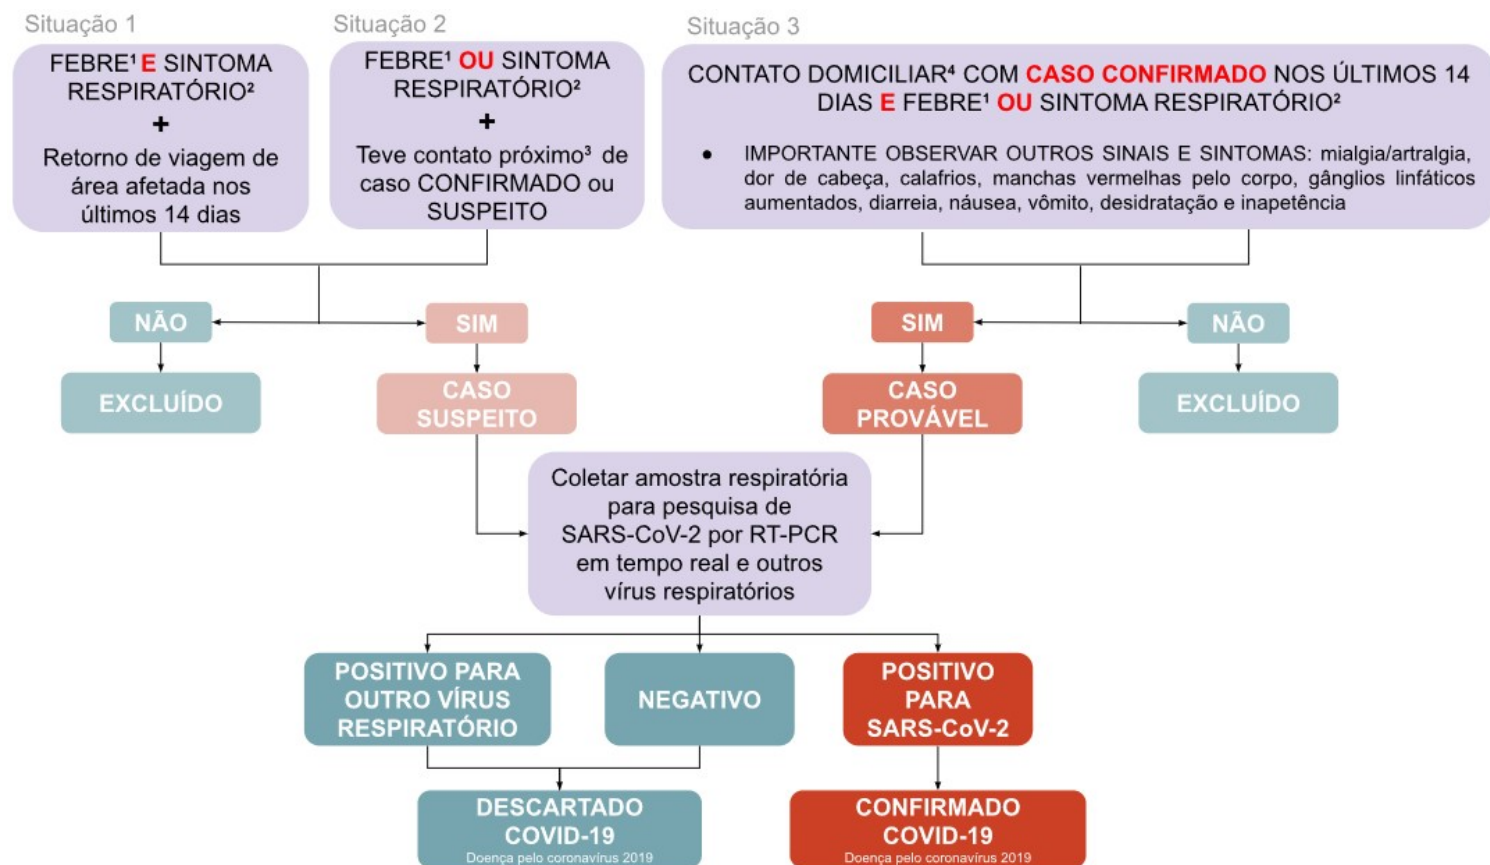 Situação 1
FEBRE¹ E SINTOMA
RESPIRATÓRIO²
+
Retorno de viagem de
área afetada nos
últimos 14 dias
Situação 2
FEBRE¹ OU SINTOMA
RESPIRATÓRIO²
+
Teve contato próximo³ de
caso CONFIRMADO ou
SUSPEITO
Situação 3
CONTATO DOMICILIAR⁴ COM CASO CONFIRMADO NOS ÚLTIMOS 14
DIAS E FEBRE¹ OU SINTOMA RESPIRATÓRIO²
● IMPORTANTE OBSERVAR OUTROS SINAIS E SINTOMAS: mialgia/artralgia,
dor de cabeça, calafrios, manchas vermelhas pelo corpo, gânglios linfáticos
aumentados, diarreia, náusea, vômito, desidratação e inapetência
NÃO
SIM
SIM
NÃO
EXCLUÍDO
CASO
SUSPEITO
CASO
PROVÁVEL
EXCLUÍDO
Coletar amostra respiratória
para pesquisa de
SARS-CoV-2 por RT-PCR
em tempo real e outros
vírus respiratórios
POSITIVO PARA
OUTRO VÍRUS
RESPIRATÓRIO
NEGATIVO
POSITIVO
PARA
SARS-CoV-2
DESCARTADO
COVID-19
Doença pelo coronavírus 2019
CONFIRMADO
COVID-19
Doença pelo coronavírus 2019